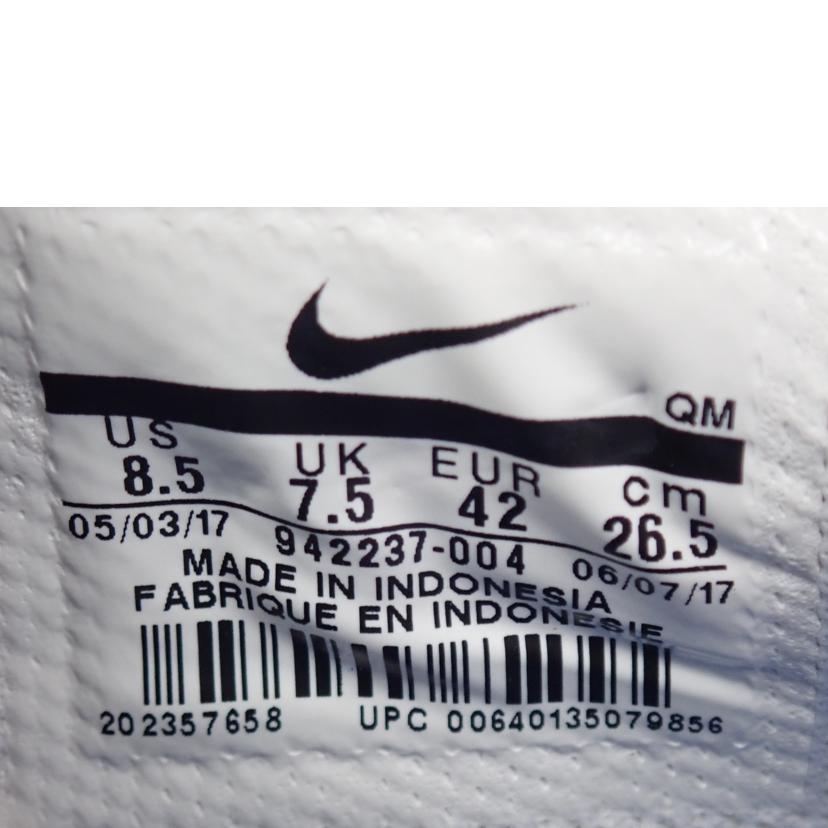 QM
US UK EUR cm
8.5 7.5 42 26.5
05/03/17 942237-004 06/07/17
MADE IN INDONESIA
FABRIQUE EN INDONESIE
202357658 UPC 00640135079856